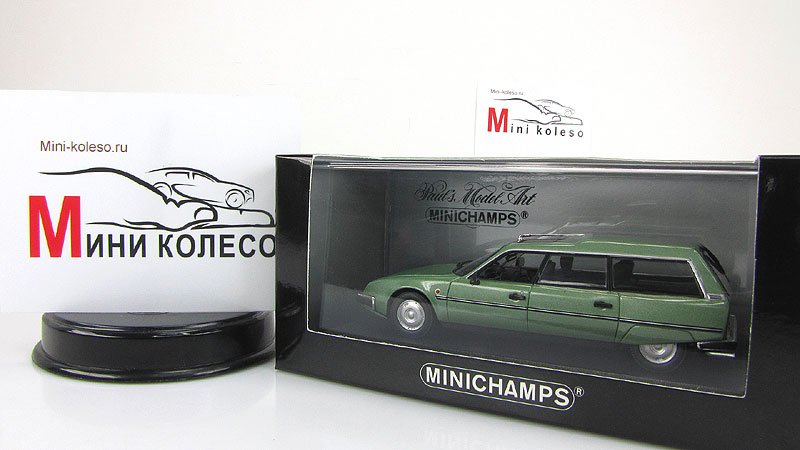 Mini-koleso.ru
МИНИ КОЛЕСО
Mini-koleso.ru
Mini koleso
Paul's Model Art
MINICHAMPS®
MINICHAMPS®